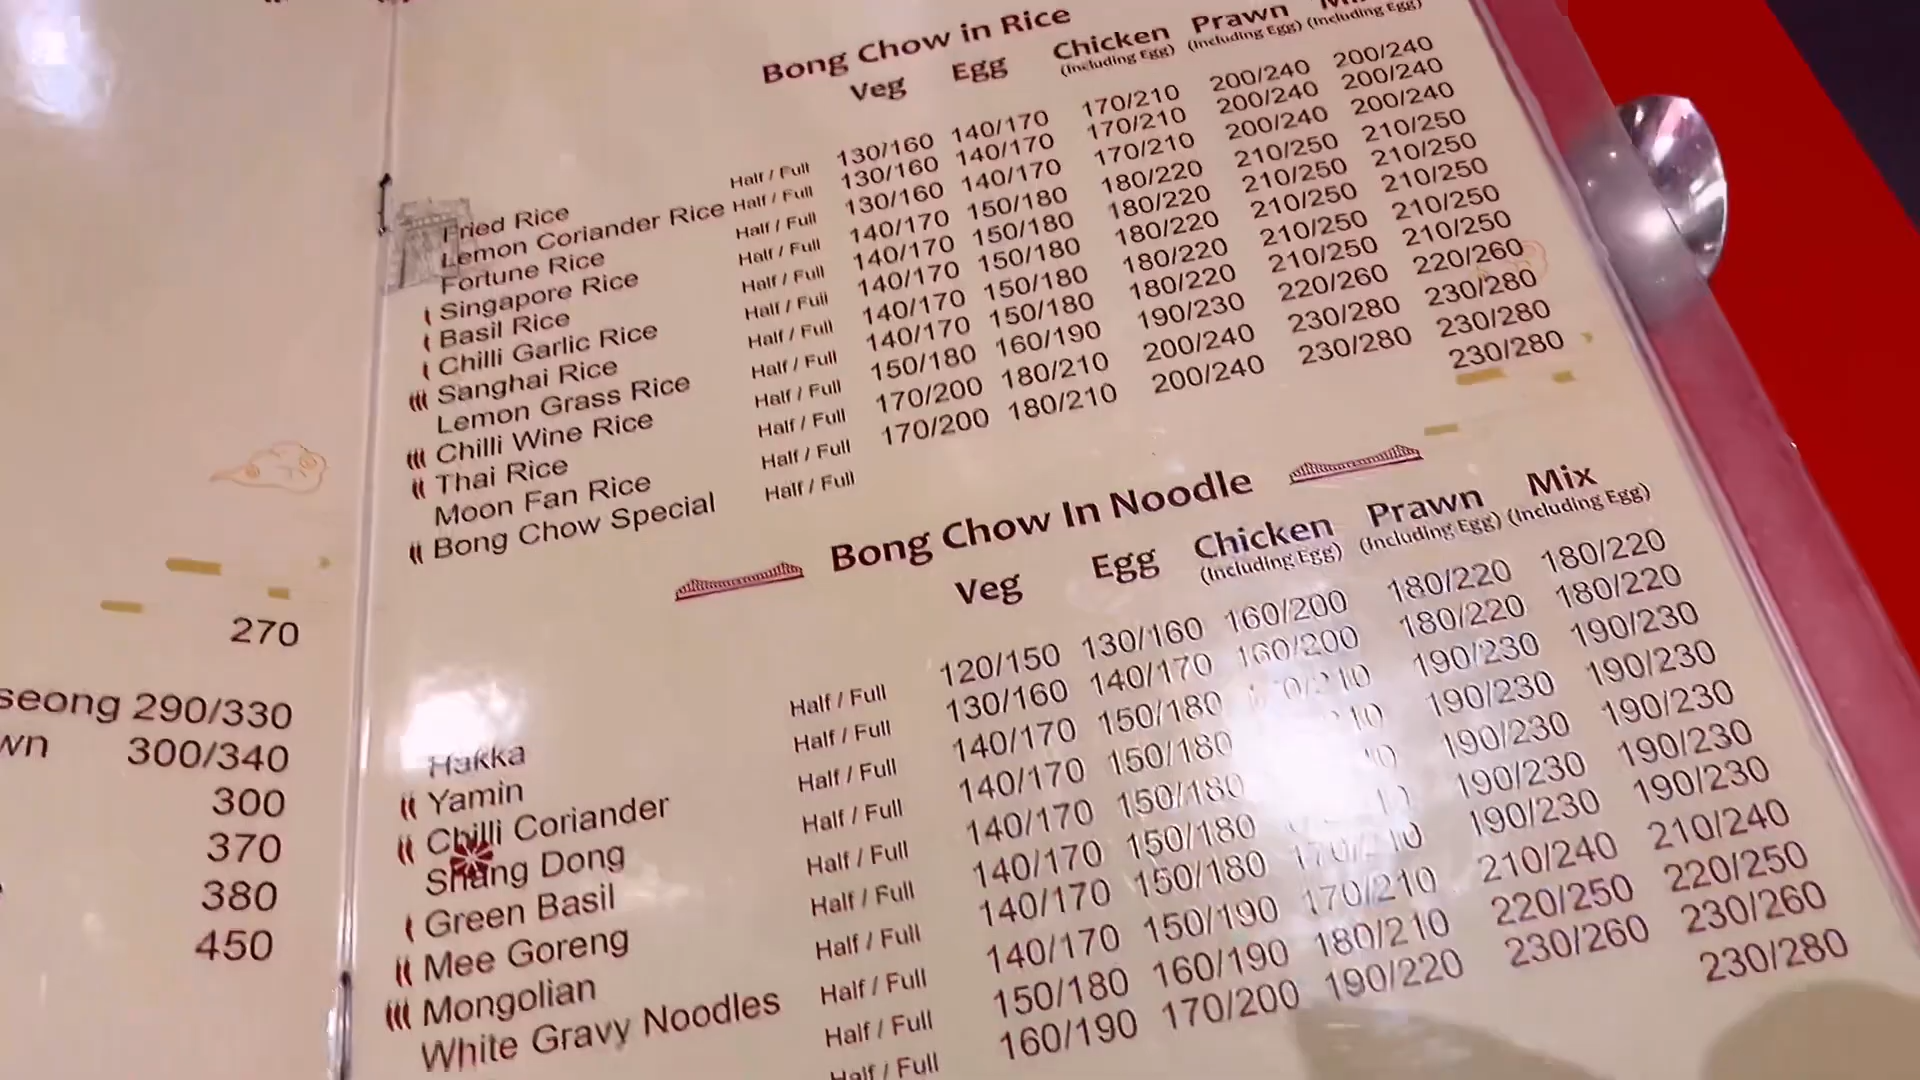 270
seong 290/330
300/340
300
370
380
450
Bong Chow in Rice
Veg Egg Chicken Prawn
(Including Egg) (Including Egg) (Including Egg)
Fried Rice Half / Full 130/160 140/170 170/210 200/240 200/240
Lemon Coriander Rice Half / Full 130/160 140/170 170/210 200/240 200/240
Fortune Rice Half / Full 130/160 140/170 170/210 200/240 200/240
Singapore Rice Half / Full 140/170 150/180 180/220 210/250 210/250
Basil Rice Half / Full 140/170 150/180 180/220 210/250 210/250
Chilli Garlic Rice Half / Full 140/170 150/180 180/220 210/250 210/250
Sanghai Rice Half / Full 140/170 150/180 180/220 210/250 210/250
Lemon Grass Rice Half / Full 140/170 150/180 180/220 210/250 210/250
Chilli Wine Rice Half / Full 150/180 160/190 190/230 220/260 220/260
Thai Rice Half / Full 170/200 180/210 200/240 230/280 230/280
Moon Fan Rice Half / Full 170/200 180/210 200/240 230/280 230/280
Bong Chow Special Half / Full 230/280
Bong Chow In Noodle
Veg Egg Chicken Prawn Mix
(Including Egg) (Including Egg) (Including Egg)
Hakka Half / Full 120/150 130/160 160/200 180/220 180/220
Yamin Half / Full 130/160 140/170 160/200 180/220 180/220
Chilli Coriander Half / Full 140/170 150/180 190/230 190/230
Shang Dong Half / Full 140/170 150/180 190/230 190/230
Green Basil Half / Full 140/170 150/180 190/230 190/230
Mee Goreng Half / Full 140/170 150/180 190/230 190/230
Mongolian Half / Full 140/170 150/180 190/230 190/230
White Gravy Noodles Half / Full 140/170 150/190 170/210 210/240 210/240
Half / Full 150/180 160/190 180/210 220/250 220/250
Half / Full 160/190 170/200 190/220 230/260 230/260
230/280